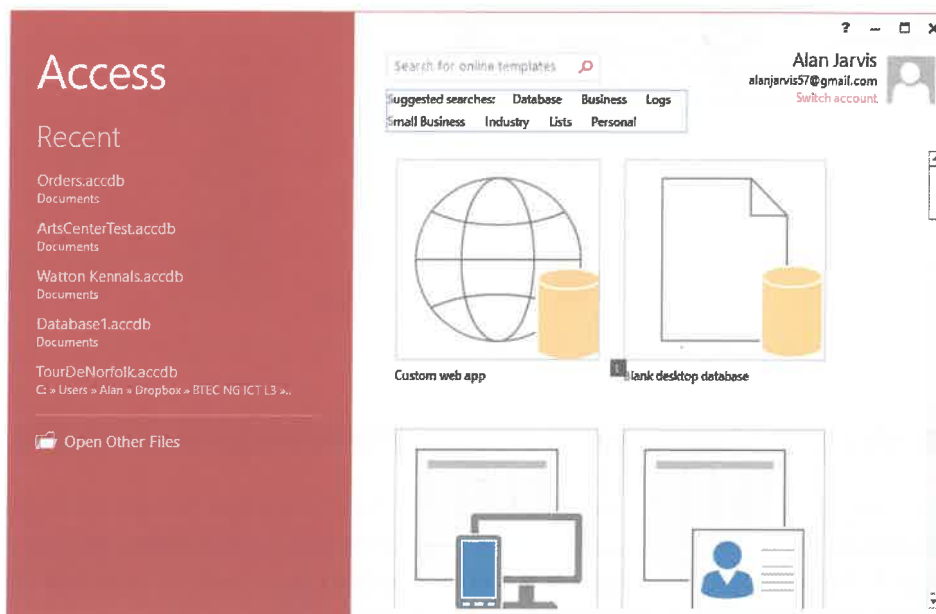 Access
Recent
Orders.accdb
Documents
ArtsCenterTest.accdb
Documents
Watton Kennals.accdb
Documents
Database1.accdb
Documents
TourDeNorfolk.accdb
C: » Users » Alan » Dropbox » BTEC NG ICT L3 »..
Open Other Files
? – X
Search for online templates
Suggested searches: Database Business Logs
Small Business Industry Lists Personal
Alan Jarvis
alanjarvis57@gmail.com
Switch account
Custom web app
1
Blank desktop database